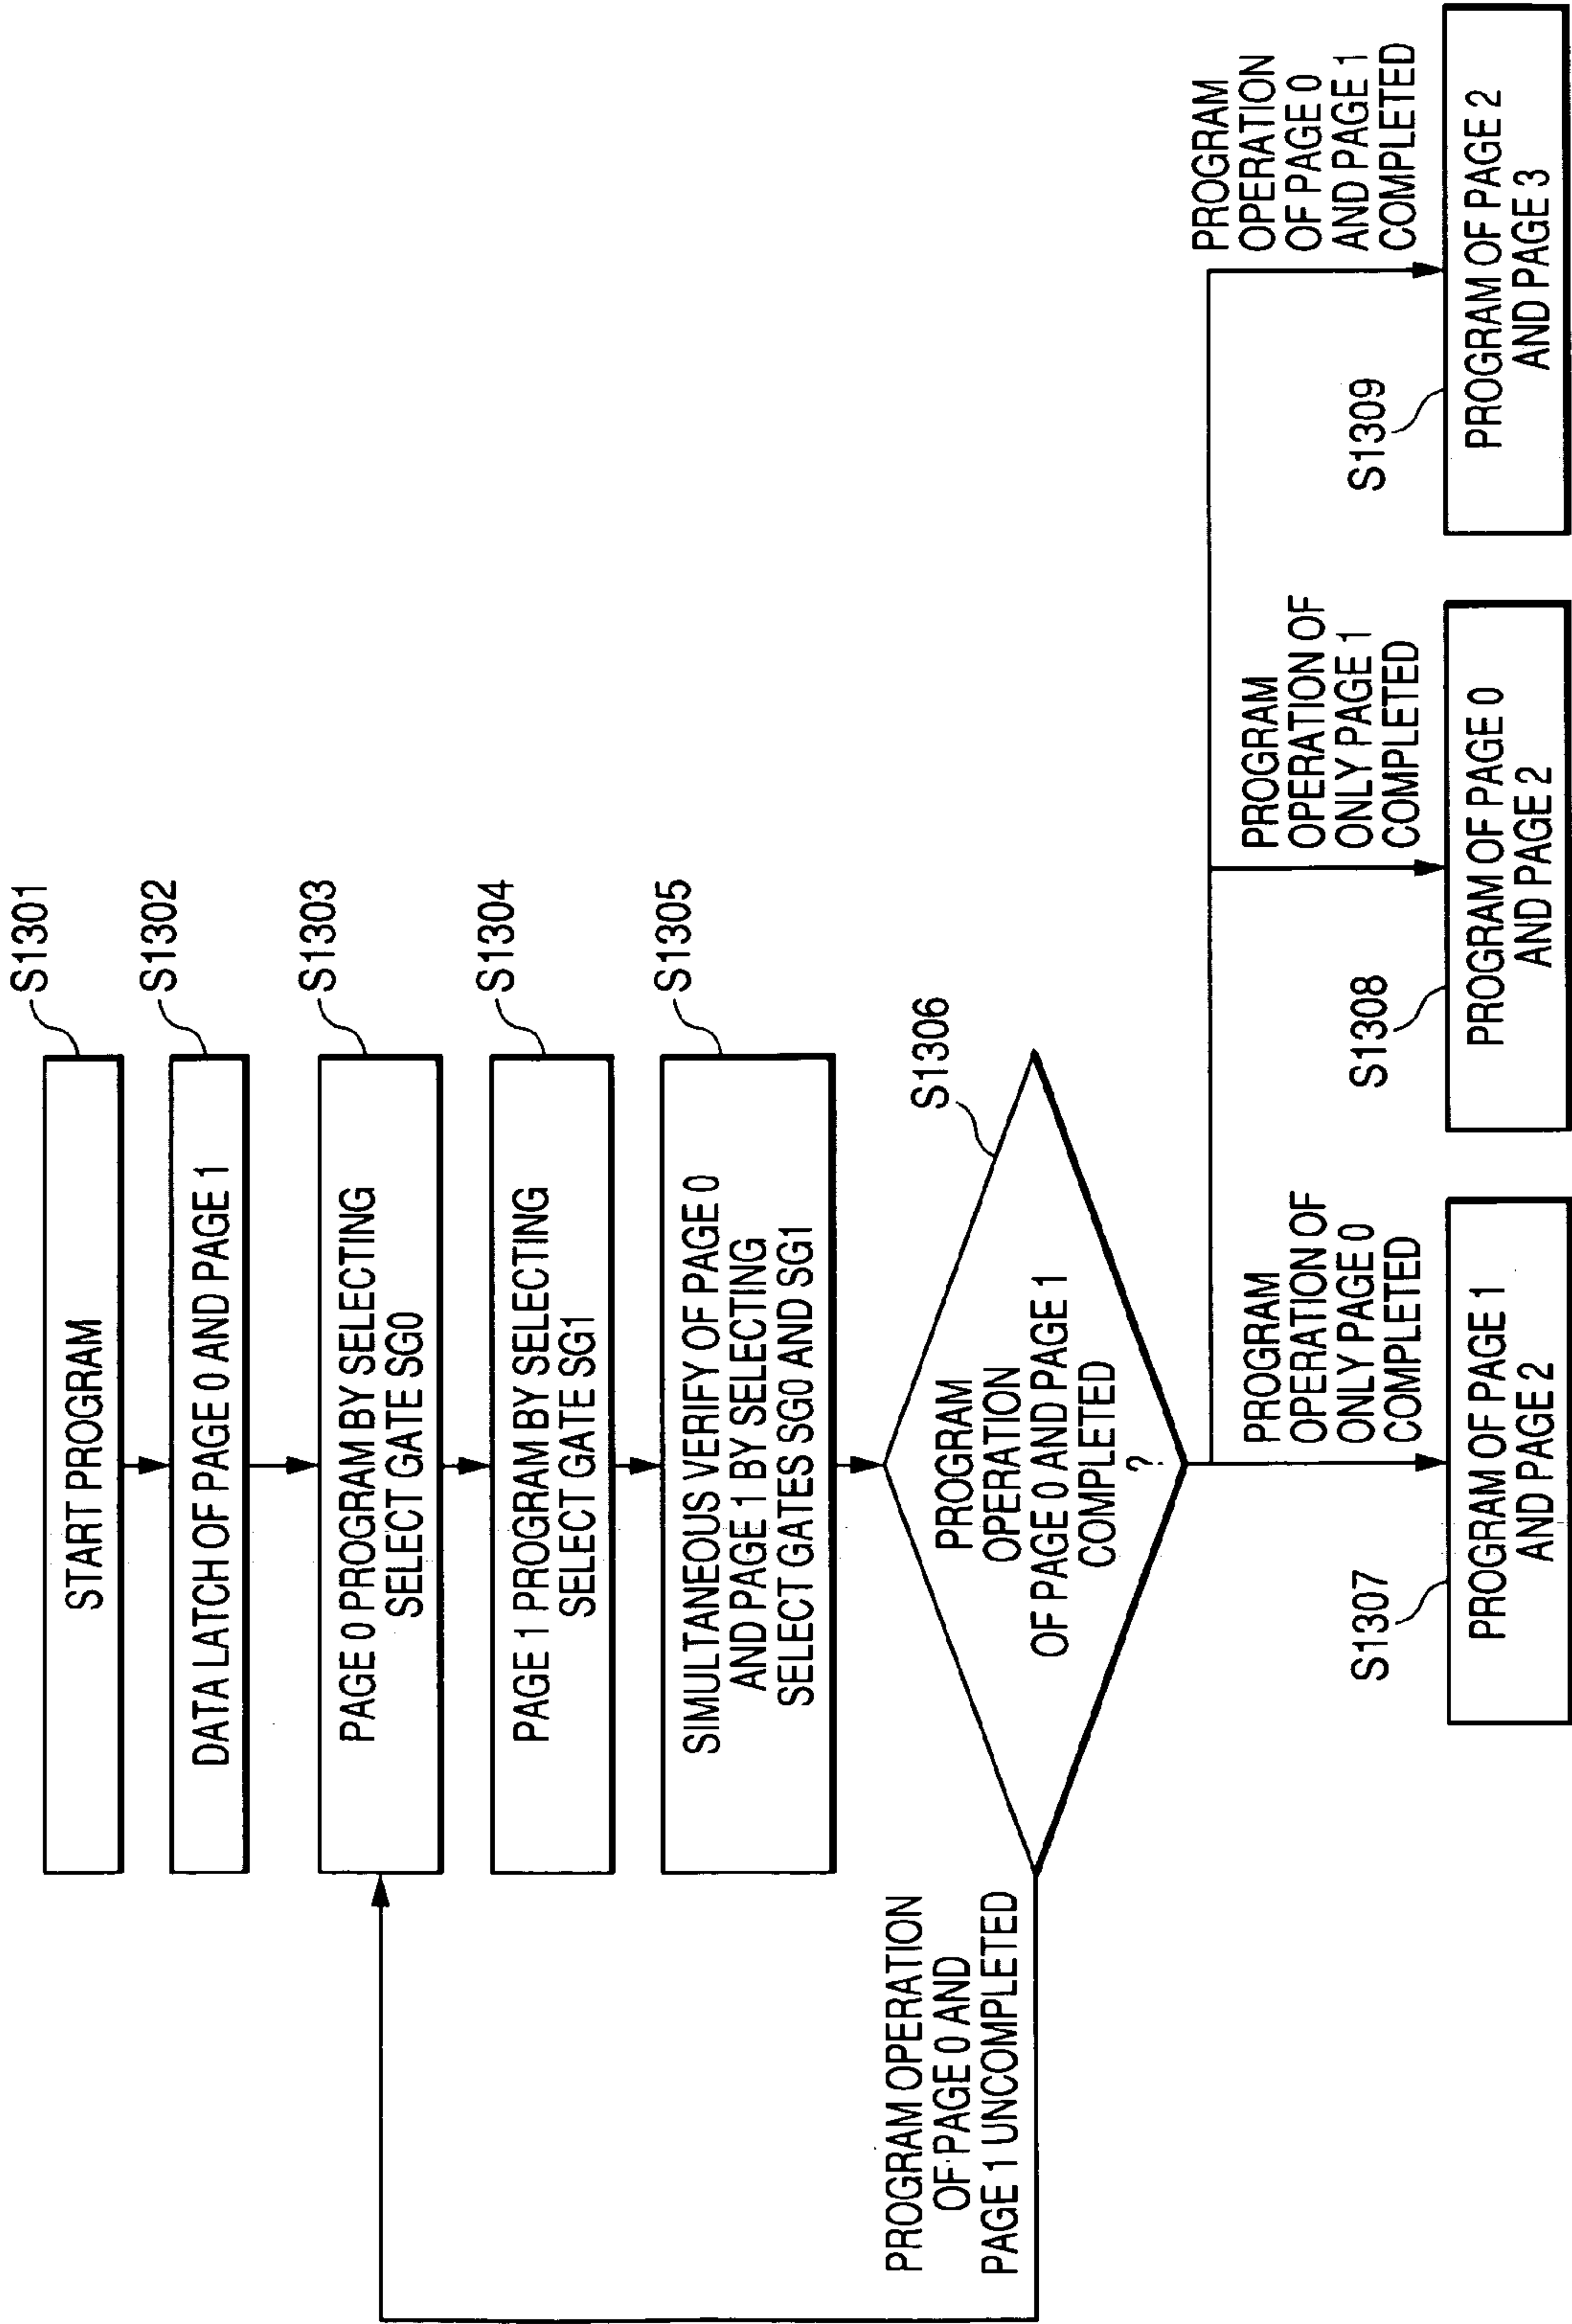 S1301
START PROGRAM
S1302
DATA LATCH OF PAGE 0 AND PAGE 1
S1303
PAGE 0 PROGRAM BY SELECTING
SELECT GATE SG0
S1304
PAGE 1 PROGRAM BY SELECTING
SELECT GATE SG1
S1305
SIMULTANEOUS VERIFY OF PAGE 0
AND PAGE 1 BY SELECTING
SELECT GATES SG0 AND SG1
S1306
PROGRAM
OPERATION
OF PAGE 0 AND PAGE 1
COMPLETED
?
PROGRAM OPERATION
OF PAGE 0 AND
PAGE 1 UNCOMPLETED
PROGRAM
OPERATION OF
ONLY PAGE 0
COMPLETED
S1307
PROGRAM OF PAGE 1
AND PAGE 2
PROGRAM
OPERATION OF
ONLY PAGE 1
COMPLETED
S1308
PROGRAM OF PAGE 0
AND PAGE 2
PROGRAM
OPERATION
OF PAGE 0
AND PAGE 1
COMPLETED
S1309
PROGRAM OF PAGE 2
AND PAGE 3